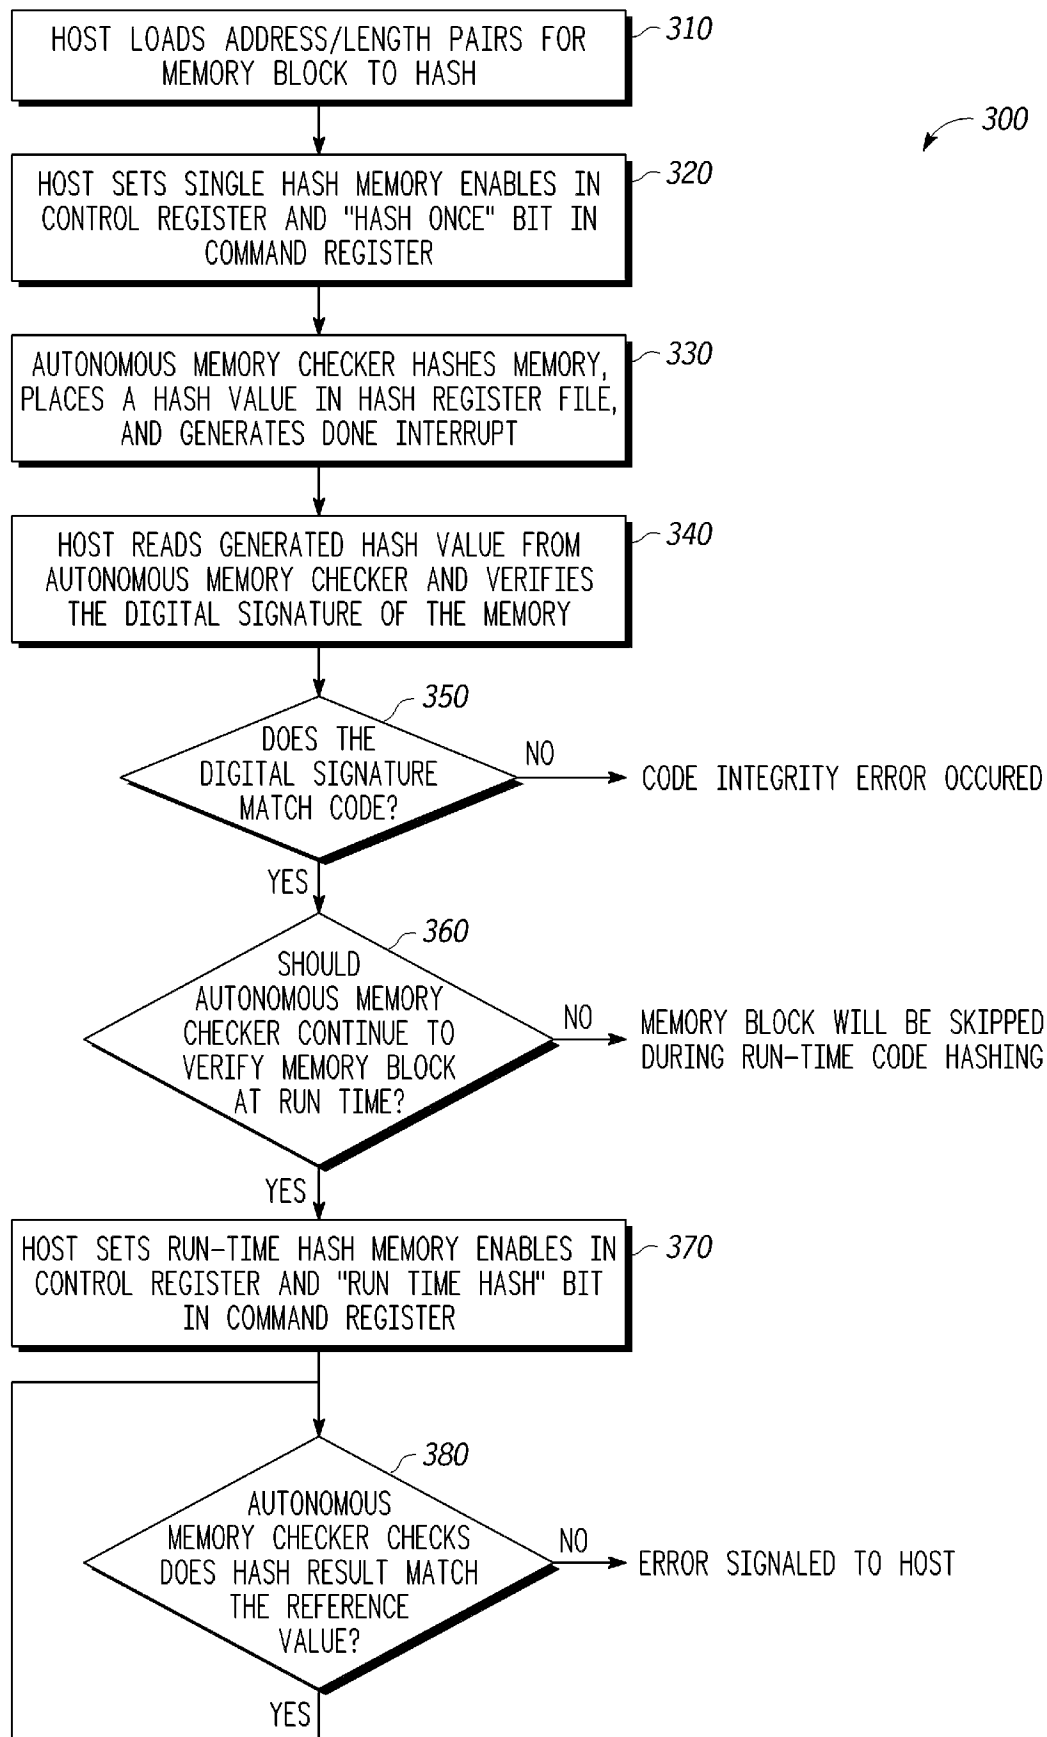 HOST LOADS ADDRESS/LENGTH PAIRS FOR
MEMORY BLOCK TO HASH
310
300
HOST SETS SINGLE HASH MEMORY ENABLES IN
CONTROL REGISTER AND "HASH ONCE" BIT IN
COMMAND REGISTER
320
AUTONOMOUS MEMORY CHECKER HASHES MEMORY,
PLACES A HASH VALUE IN HASH REGISTER FILE,
AND GENERATES DONE INTERRUPT
330
HOST READS GENERATED HASH VALUE FROM
AUTONOMOUS MEMORY CHECKER AND VERIFIES
THE DIGITAL SIGNATURE OF THE MEMORY
340
350
DOES THE
DIGITAL SIGNATURE
MATCH CODE?
NO
CODE INTEGRITY ERROR OCCURED
YES
360
SHOULD
AUTONOMOUS MEMORY
CHECKER CONTINUE TO
VERIFY MEMORY BLOCK
AT RUN TIME?
NO
MEMORY BLOCK WILL BE SKIPPED
DURING RUN-TIME CODE HASHING
YES
HOST SETS RUN-TIME HASH MEMORY ENABLES IN
CONTROL REGISTER AND "RUN TIME HASH" BIT
IN COMMAND REGISTER
370
380
AUTONOMOUS
MEMORY CHECKER CHECKS
DOES HASH RESULT MATCH
THE REFERENCE
VALUE?
NO
ERROR SIGNALED TO HOST
YES